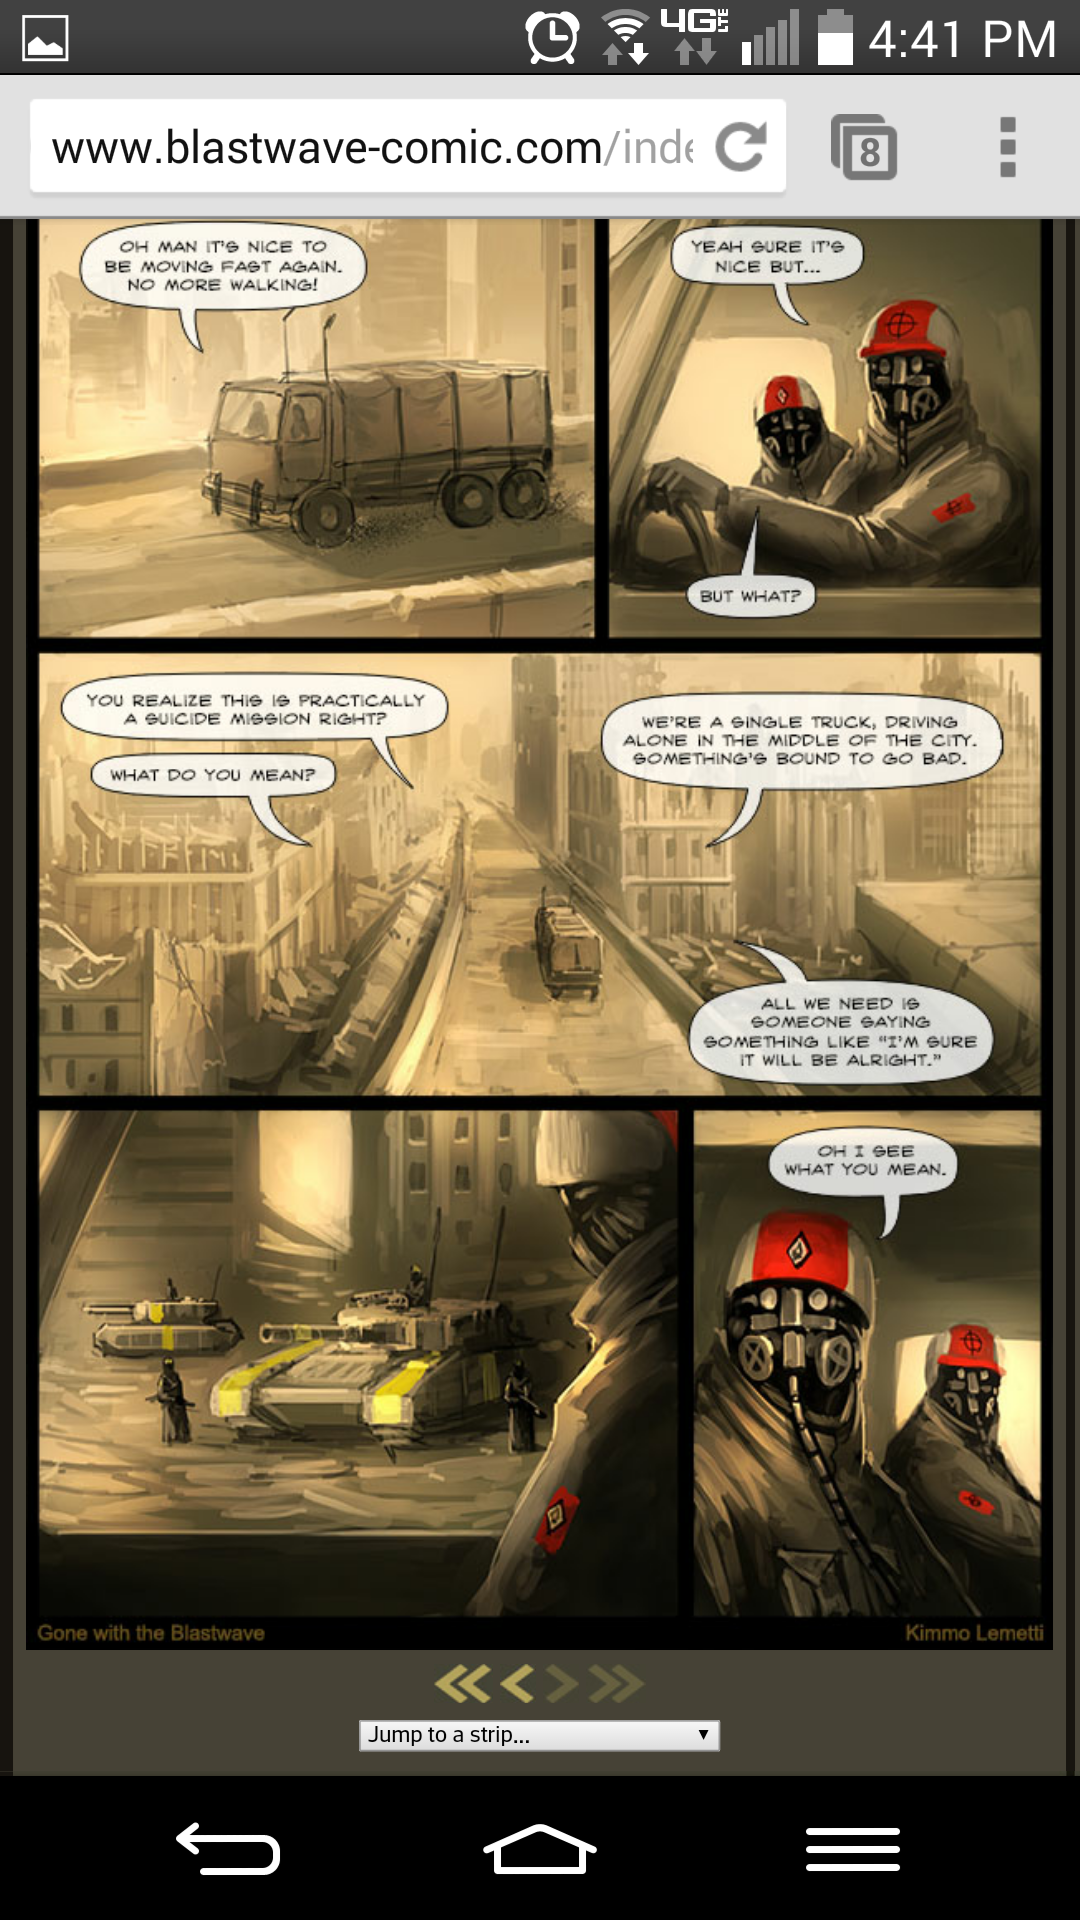 4G LTE
4:41 PM
www.blastwave-comic.com/inde
8
OH MAN IT'S NICE TO
BE MOVING FAST AGAIN.
NO MORE WALKING!
YEAH SURE IT'S
NICE BUT...
BUT WHAT?
YOU REALIZE THIS IS PRACTICALLY
A SUICIDE MISSION RIGHT?
WHAT DO YOU MEAN?
WE'RE A SINGLE TRUCK, DRIVING
ALONE IN THE MIDDLE OF THE CITY.
SOMETHING'S BOUND TO GO BAD.
ALL WE NEED IS
SOMEONE SAYING
SOMETHING LIKE "I'M SURE
IT WILL BE ALRIGHT."
OH I SEE
WHAT YOU MEAN.
Gone with the Blastwave
Kimmo Lemetti
Jump to a strip...